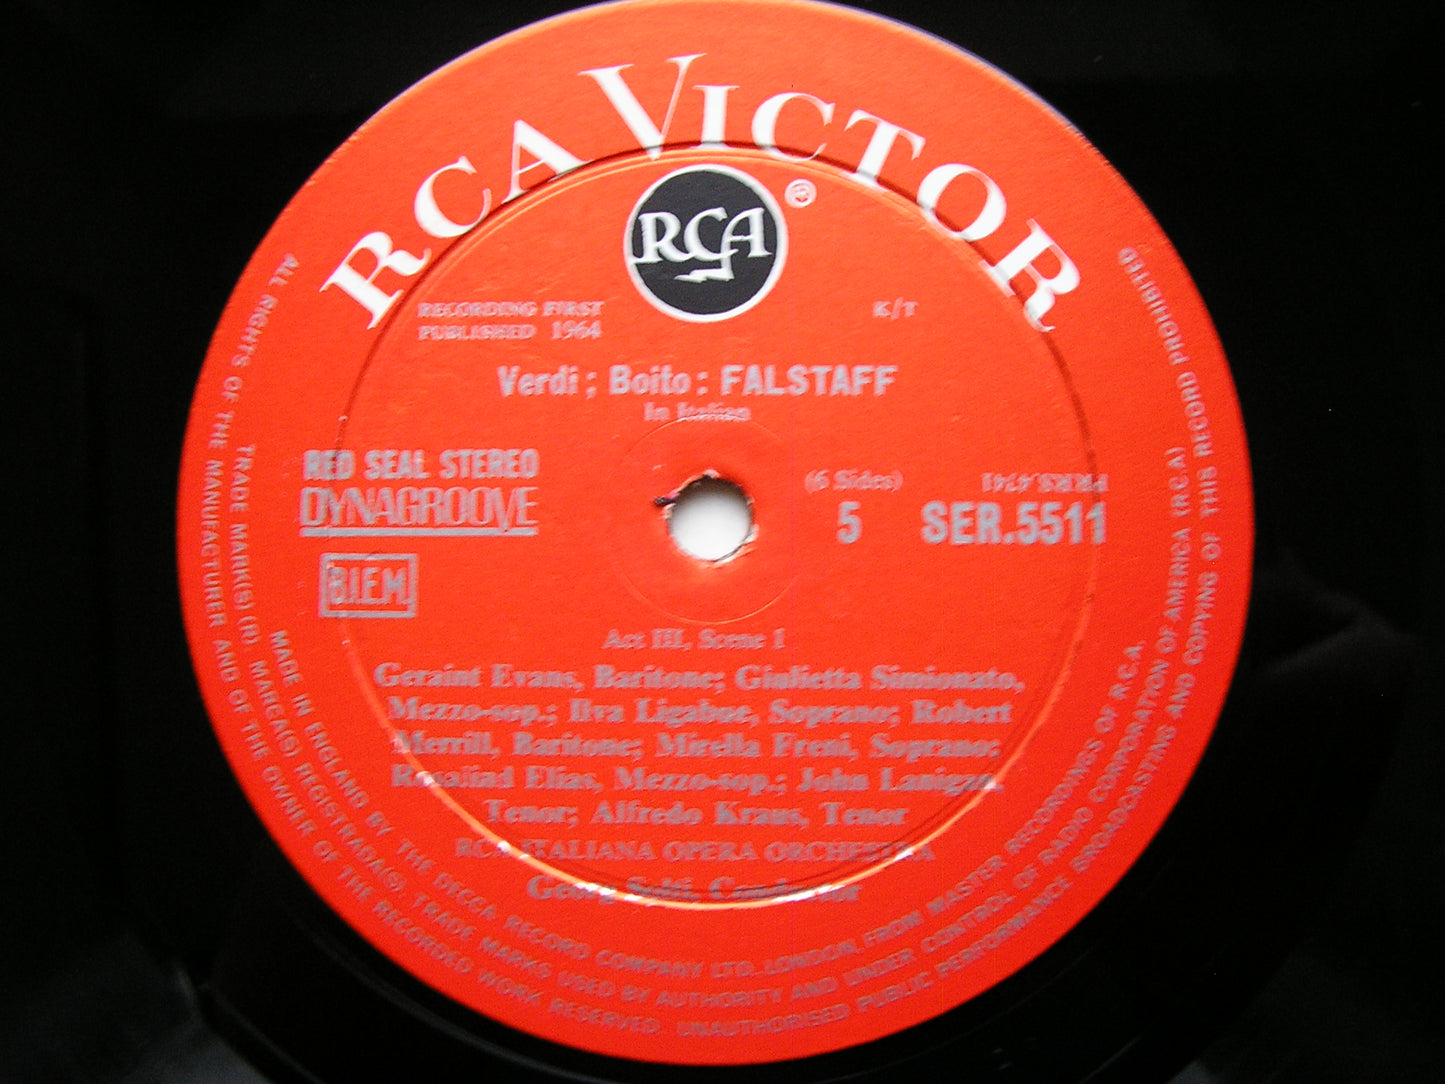 RCA VICTOR
RCA ®
RECORDING FIRST
PUBLISHED 1964
K/T
Verdi ; Boito : FALSTAFF
In Italian
RED SEAL STEREO
DYNAGROOVE
B.I.E.M.
(6 Sides)
5
PRRS.4741
SER.5511
Act III, Scene 1
Geraint Evans, Baritone; Giulietta Simionato,
Mezzo-sop.; Ilva Ligabue, Soprano; Robert
Merrill, Baritone; Mirella Freni, Soprano;
Rosalind Elias, Mezzo-sop.; John Lanigan,
Tenor; Alfredo Kraus, Tenor
RCA ITALIANA OPERA ORCHESTRA
Georg Solti, Conductor
MADE IN ENGLAND BY THE DECCA RECORD COMPANY LTD., LONDON, FROM MASTER RECORDINGS OF R.C.A.
TRADE MARK(S) (R). MARCA(S) REGISTRADA(S). TRADE MARKS USED BY AUTHORITY AND UNDER CONTROL OF RADIO CORPORATION OF AMERICA (R.C.A)
ALL RIGHTS OF THE MANUFACTURER AND OF THE OWNER OF THE RECORDED WORK RESERVED. UNAUTHORISED PUBLIC PERFORMANCE BROADCASTING AND COPYING OF THIS RECORD PROHIBITED